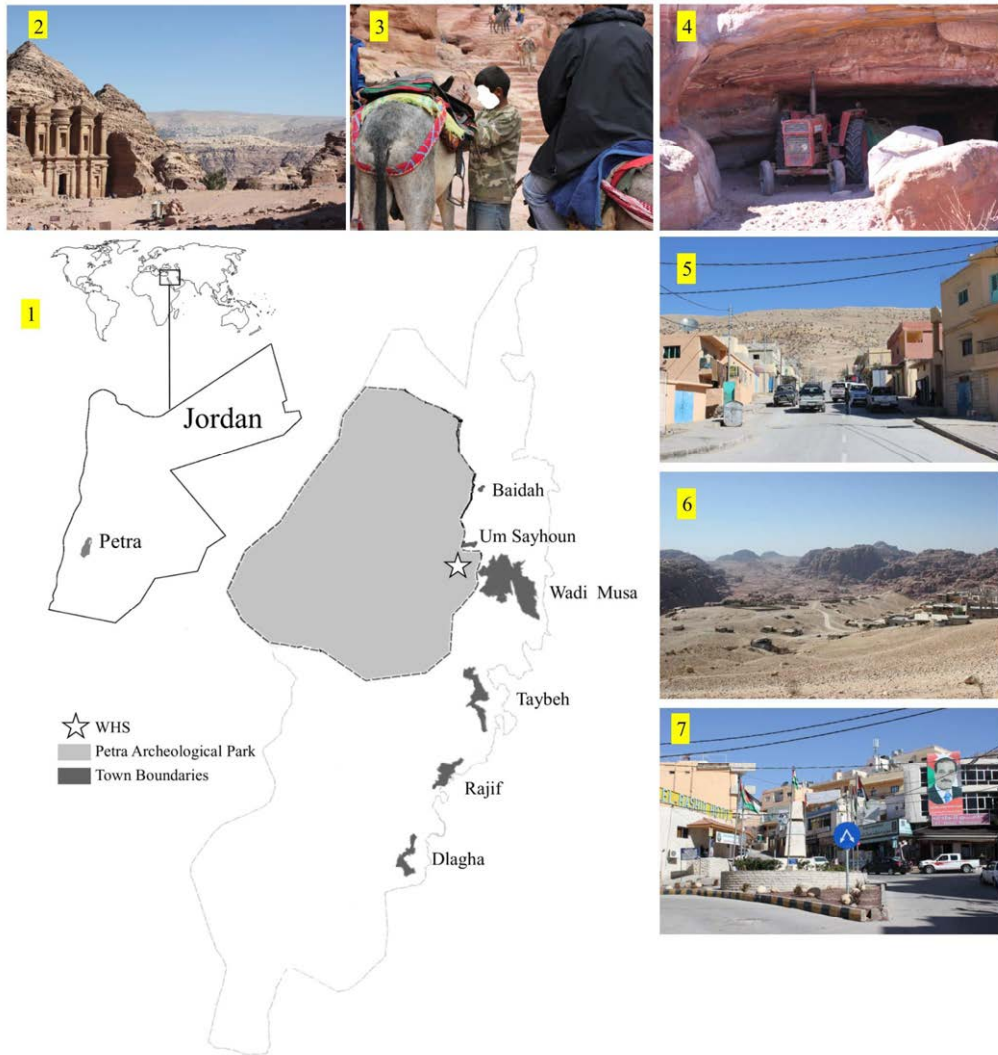 2
3
4
1
Jordan
Petra
Baidah
Um Sayhoun
Wadi Musa
Taybeh
WHS
Petra Archeological Park
Town Boundaries
Rajif
Dlagha
5
6
7